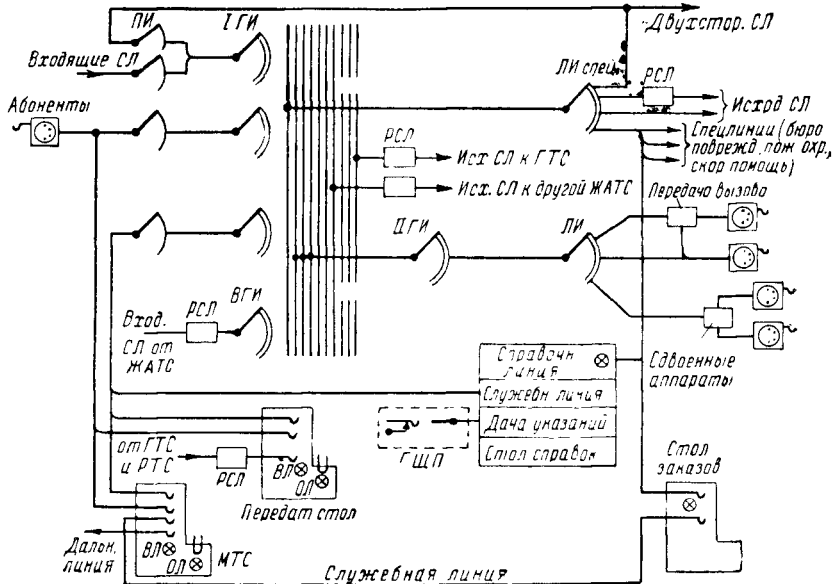 ПИ
I ГИ
Двухстор. СЛ
Входящие СЛ
ЛИ спец
РСЛ
Исход СЛ
Абоненты
Спецлинии (бюро
поврежд, пож охр,
скор помощь)
РСЛ
Исх СЛ к ГТС
Исх. СЛ к другой ЖАТС
Передача вызова
II ГИ
ЛИ
ВГИ
РСЛ
Вход.
СЛ от
ЖАТС
Сдвоенные
аппараты
Справочн
линия
Служебн линия
Дача указаний
Стол справок
ГЩП
от ГТС
и РТС
РСЛ
ВЛ
ОЛ
Передат стол
Стол
заказов
Дальн.
линия
ВЛ
ОЛ
МТС
Служебная линия